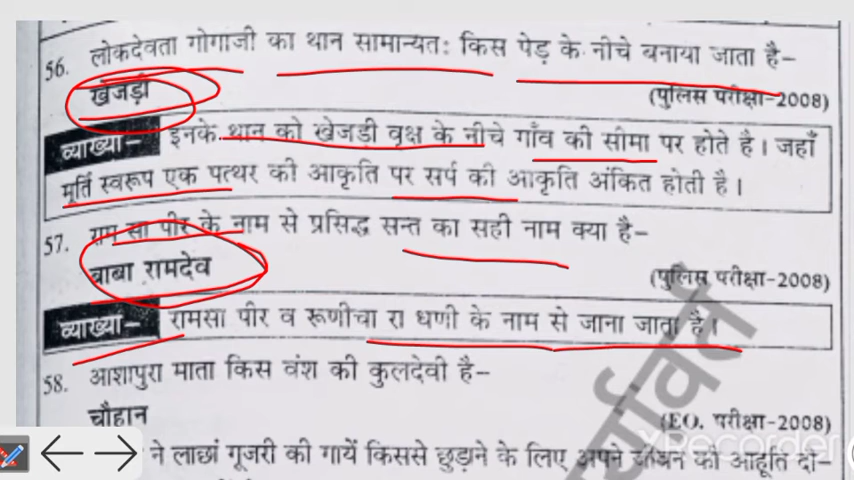 56. लोकदेवता गोगाजी का थान सामान्यतः किस पेड़ के नीचे बनाया जाता है–
खेजड़ी (पुलिस परीक्षा-2008)
व्याख्या– इनके थान को खेजडी वृक्ष के नीचे गाँव की सीमा पर होते है। जहाँ
मूर्ति स्वरूप एक पत्थर की आकृति पर सर्प की आकृति अंकित होती है।
57. राम सा पीर के नाम से प्रसिद्ध सन्त का सही नाम क्या है–
बाबा रामदेव (पुलिस परीक्षा-2008)
व्याख्या– रामसा पीर व रूणीचा रा धणी के नाम से जाना जाता है।
58. आशापुरा माता किस वंश की कुलदेवी है–
चौहान (EO. परीक्षा-2008)
ने लाछां गूजरी की गायें किससे छुड़ाने के लिए अपने जीवन की आहूति दी–